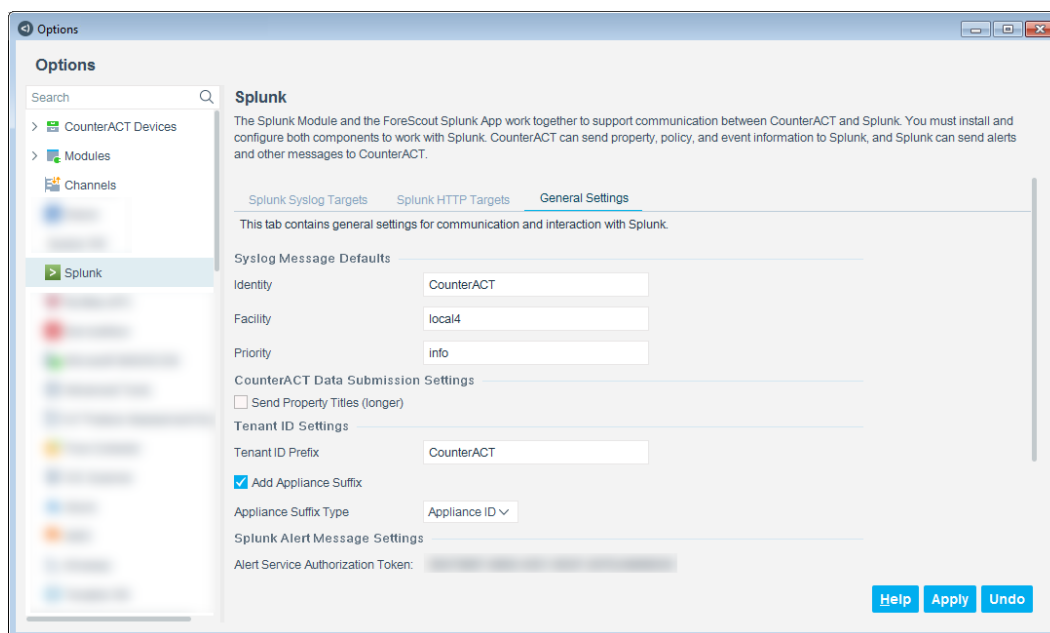 Options
Options
Search
CounterACT Devices
Modules
Channels
Splunk
Splunk
The Splunk Module and the ForeScout Splunk App work together to support communication between CounterACT and Splunk. You must install and
configure both components to work with Splunk. CounterACT can send property, policy, and event information to Splunk, and Splunk can send alerts
and other messages to CounterACT.
Splunk Syslog Targets Splunk HTTP Targets General Settings
This tab contains general settings for communication and interaction with Splunk.
Syslog Message Defaults
Identity CounterACT
Facility local4
Priority info
CounterACT Data Submission Settings
Send Property Titles (longer)
Tenant ID Settings
Tenant ID Prefix CounterACT
Add Appliance Suffix
Appliance Suffix Type Appliance ID
Splunk Alert Message Settings
Alert Service Authorization Token:
Help Apply Undo